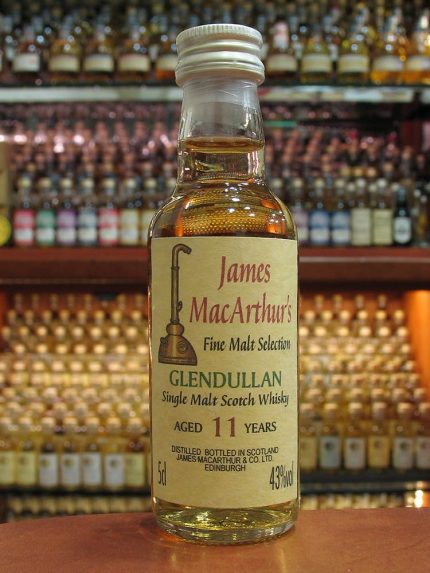 James
MacArthur's
Fine Malt Selection
GLENDULLAN
Single Malt Scotch Whisky
AGED 11 YEARS
DISTILLED BOTTLED IN SCOTLAND
JAMES MACARTHUR & CO. LTD.
EDINBURGH
5cl 43%vol